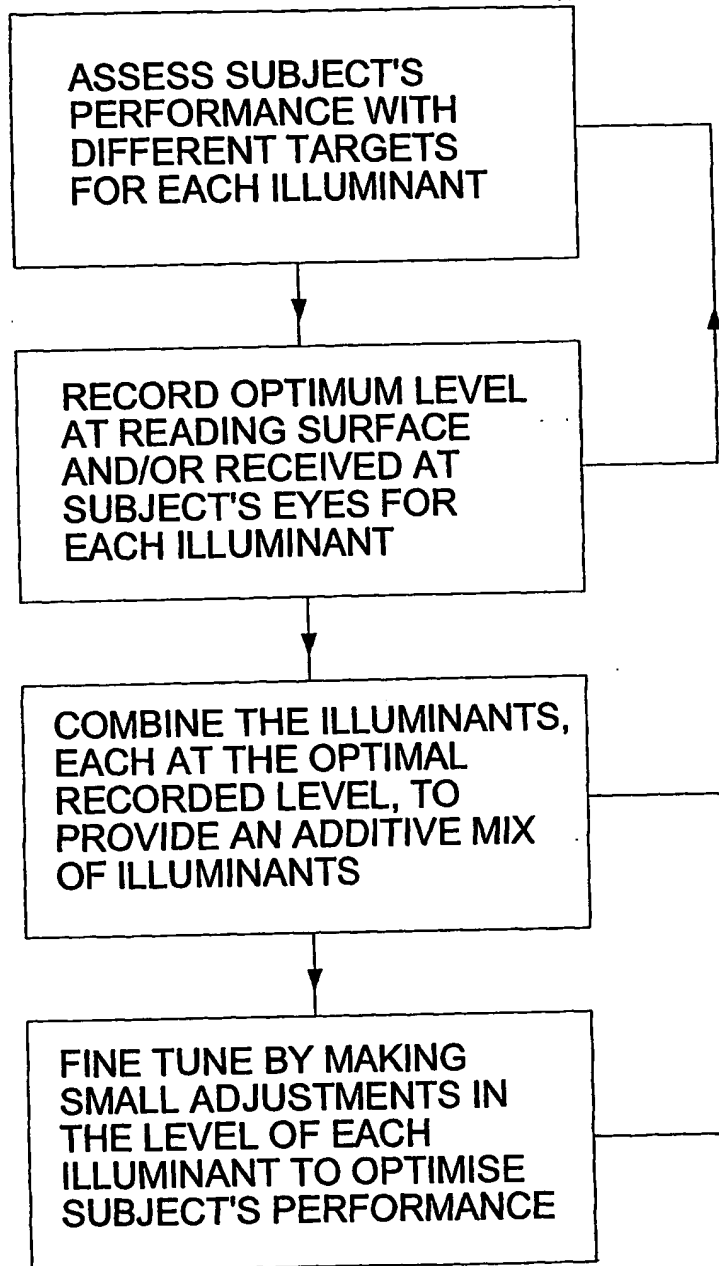 ASSESS SUBJECT'S
PERFORMANCE WITH
DIFFERENT TARGETS
FOR EACH ILLUMINANT
RECORD OPTIMUM LEVEL
AT READING SURFACE
AND/OR RECEIVED AT
SUBJECT'S EYES FOR
EACH ILLUMINANT
COMBINE THE ILLUMINANTS,
EACH AT THE OPTIMAL
RECORDED LEVEL, TO
PROVIDE AN ADDITIVE MIX
OF ILLUMINANTS
FINE TUNE BY MAKING
SMALL ADJUSTMENTS IN
THE LEVEL OF EACH
ILLUMINANT TO OPTIMISE
SUBJECT'S PERFORMANCE